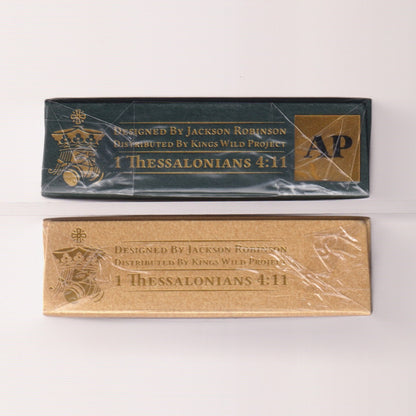 Designed By Jackson Robinson
Distributed By Kings Wild Project
1 Thessalonians 4:11
AP
Designed By Jackson Robinson
Distributed By Kings Wild Project
1 Thessalonians 4:11